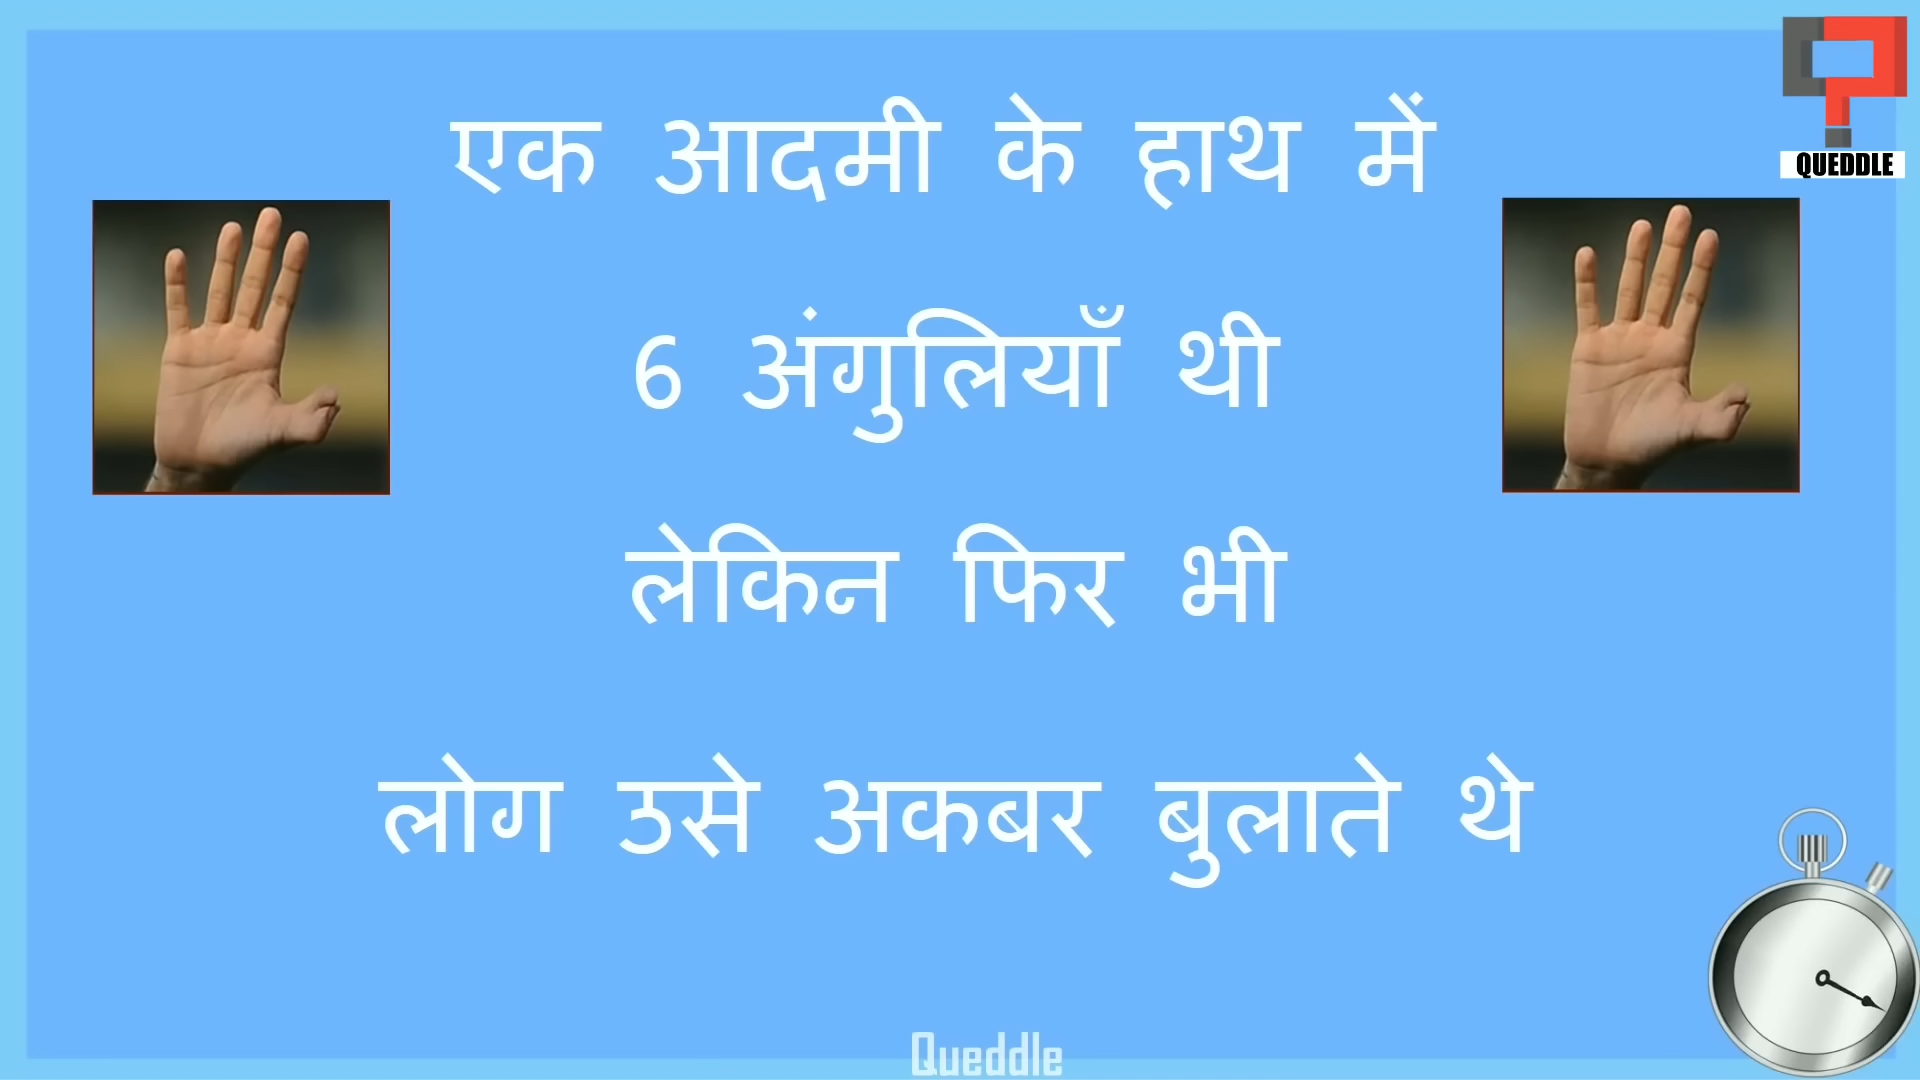 QUEDDLE
एक आदमी के हाथ में
6 अंगुलियाँ थी
लेकिन फिर भी
लोग उसे अकबर बुलाते थे
Queddle